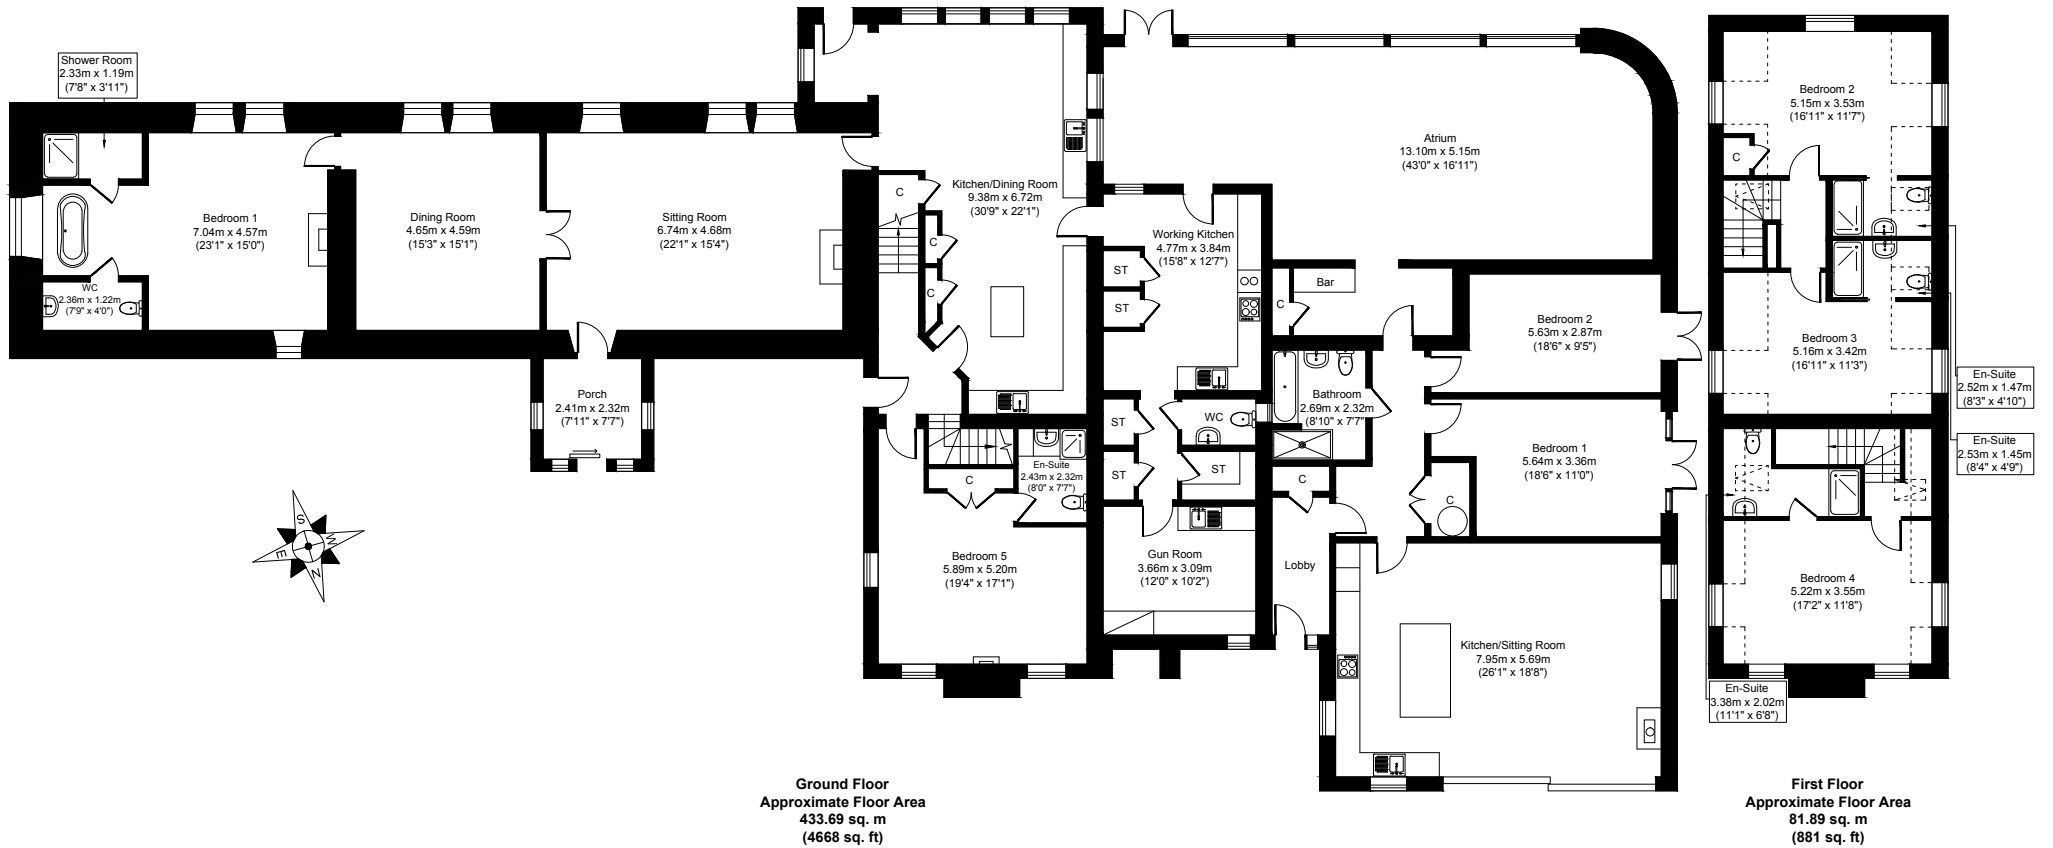 Shower Room
2.33m x 1.19m
(7'8" x 3'11")
Bedroom 1
7.04m x 4.57m
(23'1" x 15'0)
WC
2.36m x 1.22m
(7'9" x 4'0")
Dining Room
4.65m x 4.59m
(15'3" x 15'1")
Sitting Room
6.74m x 4.68m
(22'1" x 15'4")
Porch
2.41m x 2.32m
(7'11" x 7'7")
C
Kitchen/Dining Room
9.38m x 6.72m
(30'9" x 22'1")
C
C
Atrium
13.10m x 5.15m
(43'0" x 16'11")
Working Kitchen
4.77m x 3.84m
(15'8" x 12'7")
ST
ST
C
Bar
Bedroom 2
5.63m x 2.87m
(18'6" x 9'5")
Bathroom
2.69m x 2.32m
(8'10" x 7'7")
WC
ST
ST
ST
Bedroom 1
5.64m x 3.36m
(18'6" x 11'0")
C
C
En-Suite
2.43m x 2.32m
(8'0" x 7'7")
C
Bedroom 5
5.89m x 5.20m
(19'4" x 17'1")
Gun Room
3.66m x 3.09m
(12'0" x 10'2")
Lobby
Kitchen/Sitting Room
7.95m x 5.69m
(26'1" x 18'8")
S
E
W
N
Ground Floor
Approximate Floor Area
433.69 sq. m
(4668 sq. ft)
Bedroom 2
5.15m x 3.53m
(16'11" x 11'7")
C
Bedroom 3
5.16m x 3.42m
(16'11" x 11'3")
En-Suite
2.52m x 1.47m
(8'3" x 4'10")
En-Suite
2.53m x 1.45m
(8'4" x 4'9")
Bedroom 4
5.22m x 3.55m
(17'2" x 11'8")
En-Suite
3.38m x 2.02m
(11'1" x 6'8")
First Floor
Approximate Floor Area
81.89 sq. m
(881 sq. ft)